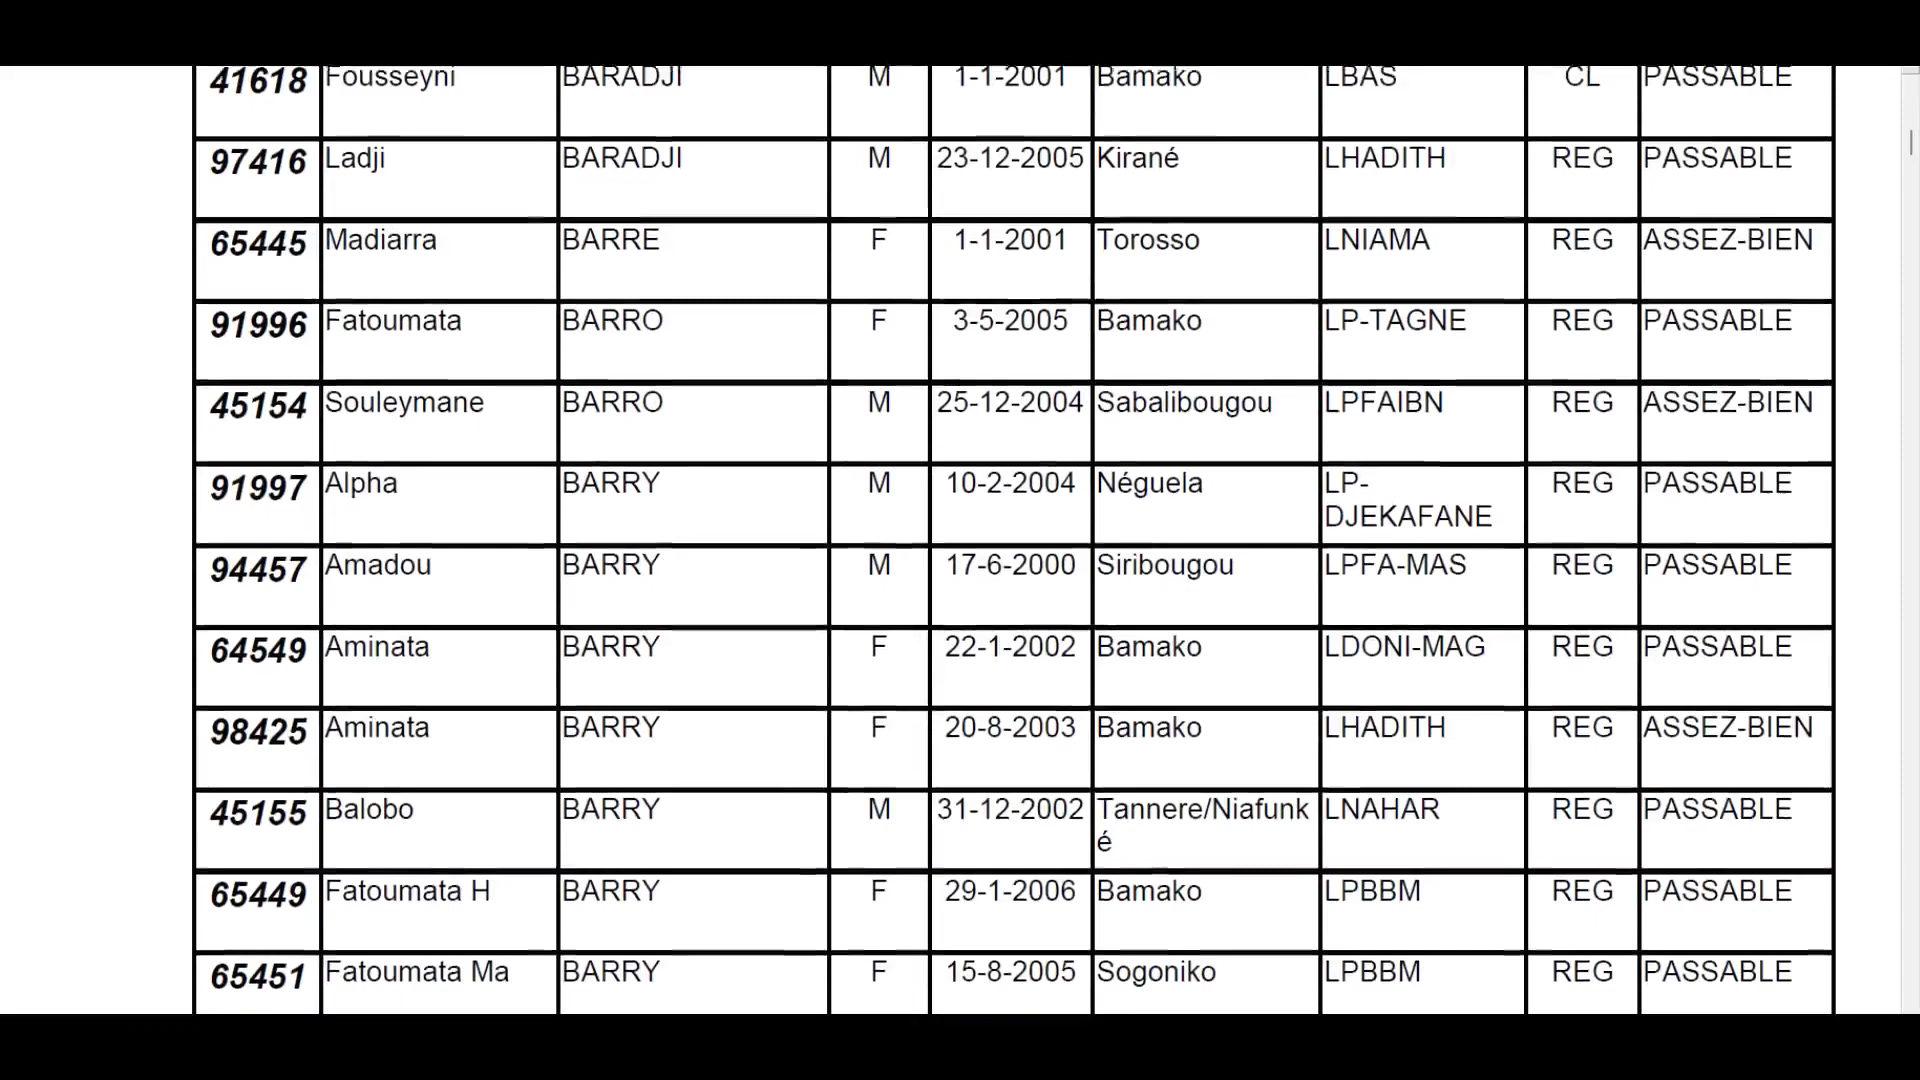 41618 Fousseyni BARADJI M 1-1-2001 Bamako LBAS CL PASSABLE
97416 Ladji BARADJI M 23-12-2005 Kirané LHADITH REG PASSABLE
65445 Madiarra BARRE F 1-1-2001 Torosso LNIAMA REG ASSEZ-BIEN
91996 Fatoumata BARRO F 3-5-2005 Bamako LP-TAGNE REG PASSABLE
45154 Souleymane BARRO M 25-12-2004 Sabalibougou LPFAIBN REG ASSEZ-BIEN
91997 Alpha BARRY M 10-2-2004 Néguela LP- REG PASSABLE
DJEKAFANE
94457 Amadou BARRY M 17-6-2000 Siribougou LPFA-MAS REG PASSABLE
64549 Aminata BARRY F 22-1-2002 Bamako LDONI-MAG REG PASSABLE
98425 Aminata BARRY F 20-8-2003 Bamako LHADITH REG ASSEZ-BIEN
45155 Balobo BARRY M 31-12-2002 Tannere/Niafunk LNAHAR REG PASSABLE
é
65449 Fatoumata H BARRY F 29-1-2006 Bamako LPBBM REG PASSABLE
65451 Fatoumata Ma BARRY F 15-8-2005 Sogoniko LPBBM REG PASSABLE